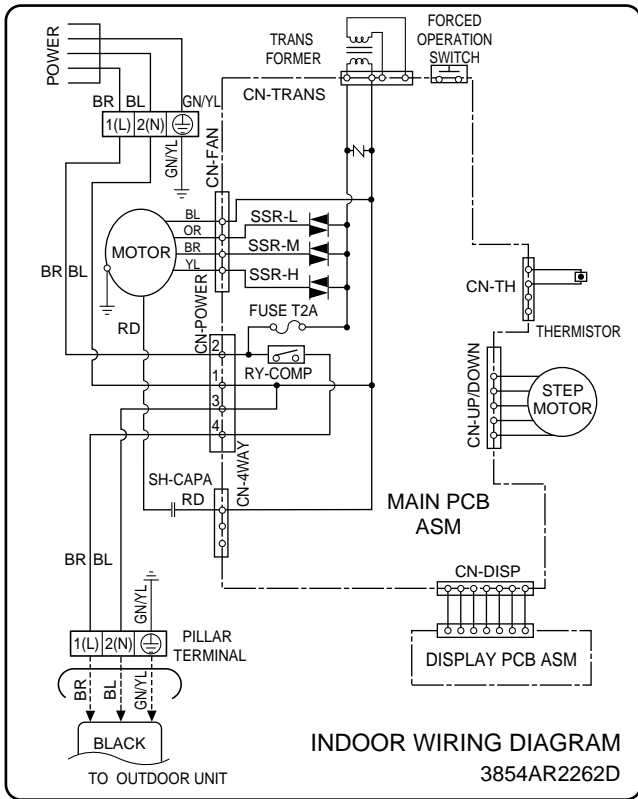 POWER
TRANS
FORMER
FORCED
OPERATION
SWITCH
CN-TRANS
BR BL GN/YL
1(L) 2(N)
GN/YL
CN-FAN
BL
OR
BR
YL
SSR-L
SSR-M
SSR-H
MOTOR
BR BL
RD
CN-POWER
FUSE T2A
2
1
3
4
RY-COMP
CN-TH
THERMISTOR
CN-UP/DOWN
STEP
MOTOR
SH-CAPA
RD
CN-4WAY
MAIN PCB
ASM
BR BL
GN/YL
CN-DISP
DISPLAY PCB ASM
1(L) 2(N)
PILLAR
TERMINAL
BR
BL
GN/YL
BLACK
TO OUTDOOR UNIT
INDOOR WIRING DIAGRAM
3854AR2262D